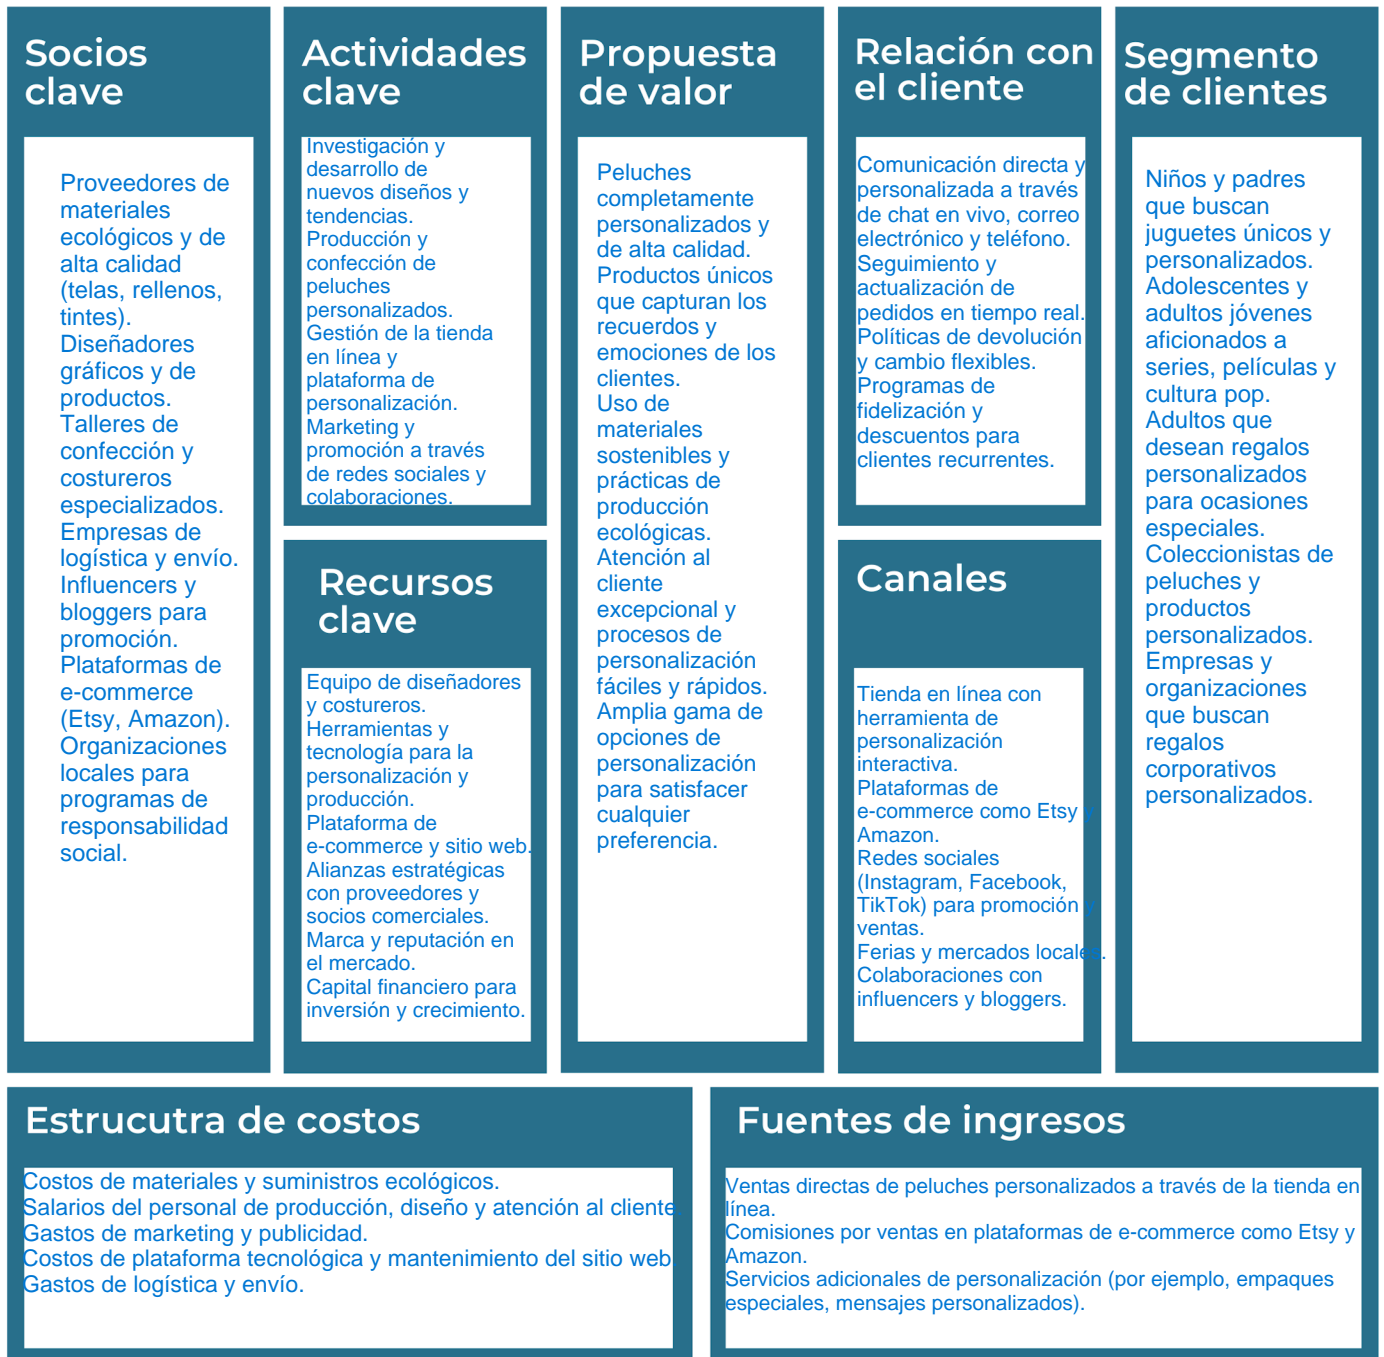 Socios
clave
Proveedores de
materiales
ecológicos y de
alta calidad
(telas, rellenos,
tintes).
Diseñadores
gráficos y de
productos.
Talleres de
confección y
costureros
especializados.
Empresas de
logística y envío.
Influencers y
bloggers para
promoción.
Plataformas de
e-commerce
(Etsy, Amazon).
Organizaciones
locales para
programas de
responsabilidad
social.
Actividades
clave
Investigación y
desarrollo de
nuevos diseños y
tendencias.
Producción y
confección de
peluches
personalizados.
Gestión de la tienda
en línea y
plataforma de
personalización.
Marketing y
promoción a través
de redes sociales y
colaboraciones.
Recursos
clave
Equipo de diseñadores
y costureros.
Herramientas y
tecnología para la
personalización y
producción.
Plataforma de
e-commerce y sitio web.
Alianzas estratégicas
con proveedores y
socios comerciales.
Marca y reputación en
el mercado.
Capital financiero para
inversión y crecimiento.
Propuesta
de valor
Peluches
completamente
personalizados y
de alta calidad.
Productos únicos
que capturan los
recuerdos y
emociones de los
clientes.
Uso de
materiales
sostenibles y
prácticas de
producción
ecológicas.
Atención al
cliente
excepcional y
procesos de
personalización
fáciles y rápidos.
Amplia gama de
opciones de
personalización
para satisfacer
cualquier
preferencia.
Relación con
el cliente
Comunicación directa y
personalizada a través
de chat en vivo, correo
electrónico y teléfono.
Seguimiento y
actualización de
pedidos en tiempo real.
Políticas de devolución
y cambio flexibles.
Programas de
fidelización y
descuentos para
clientes recurrentes.
Canales
Tienda en línea con
herramienta de
personalización
interactiva.
Plataformas de
e-commerce como Etsy y
Amazon.
Redes sociales
(Instagram, Facebook,
TikTok) para promoción y
ventas.
Ferias y mercados locales.
Colaboraciones con
influencers y bloggers.
Segmento
de clientes
Niños y padres
que buscan
juguetes únicos y
personalizados.
Adolescentes y
adultos jóvenes
aficionados a
series, películas y
cultura pop.
Adultos que
desean regalos
personalizados
para ocasiones
especiales.
Coleccionistas de
peluches y
productos
personalizados.
Empresas y
organizaciones
que buscan
regalos
corporativos
personalizados.
Estrucutra de costos
Costos de materiales y suministros ecológicos.
Salarios del personal de producción, diseño y atención al cliente.
Gastos de marketing y publicidad.
Costos de plataforma tecnológica y mantenimiento del sitio web.
Gastos de logística y envío.
Fuentes de ingresos
Ventas directas de peluches personalizados a través de la tienda en
línea.
Comisiones por ventas en plataformas de e-commerce como Etsy y
Amazon.
Servicios adicionales de personalización (por ejemplo, empaques
especiales, mensajes personalizados).